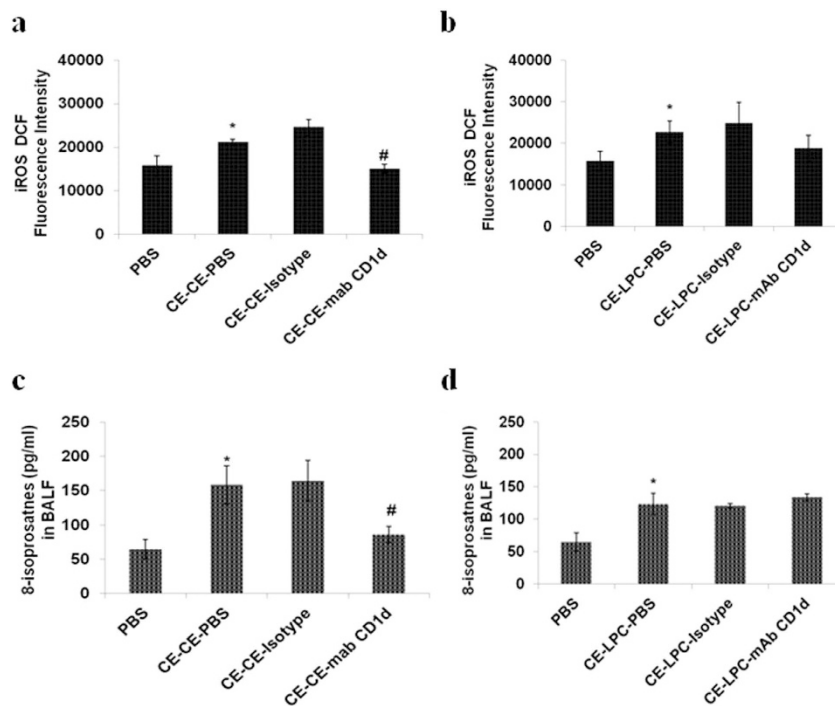 a
iROS DCF
Fluorescence Intensity
40000
30000
20000
10000
0
*
#
PBS
CE-CE-PBS
CE-CE-Isotype
CE-CE-mab CD1d
b
iROS DCF
Fluorescence Intensity
40000
30000
20000
10000
0
*
PBS
CE-LPC-PBS
CE-LPC-Isotype
CE-LPC-mAb CD1d
c
8-isoprosatnes (pg/ml)
in BALF
250
200
150
100
50
0
*
#
PBS
CE-CE-PBS
CE-CE-Isotype
CE-CE-mab CD1d
d
8-isoprosatnes (pg/ml)
in BALF
250
200
150
100
50
0
*
PBS
CE-LPC-PBS
CE-LPC-Isotype
CE-LPC-mAb CD1d